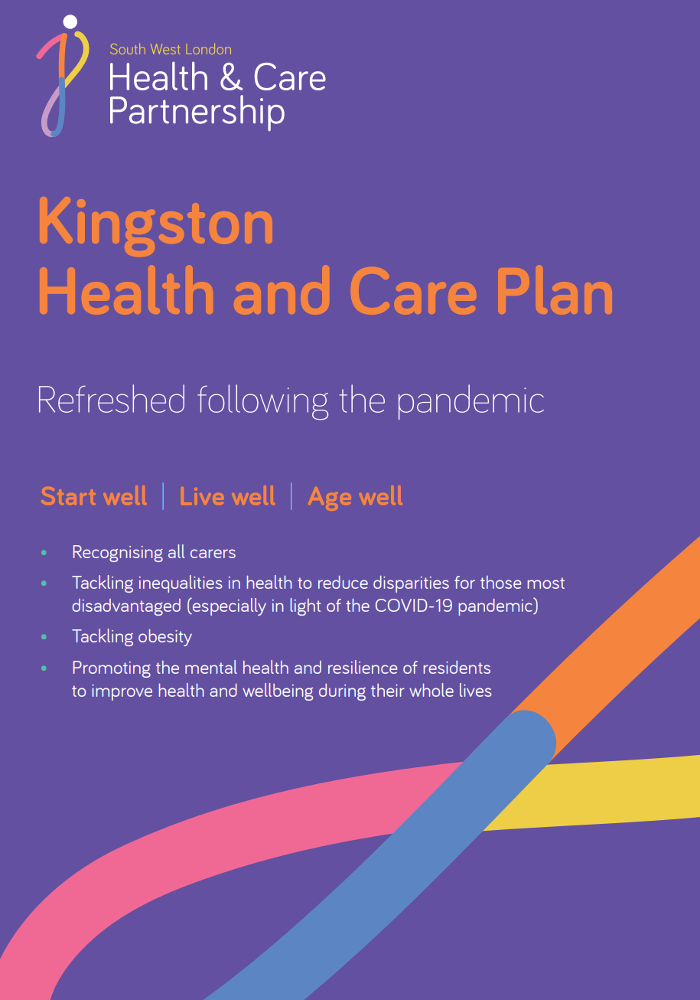 South West London
Health & Care
Partnership
Kingston
Health and Care Plan
Refreshed following the pandemic
Start well | Live well | Age well
• Recognising all carers
• Tackling inequalities in health to reduce disparities for those most
disadvantaged (especially in light of the COVID-19 pandemic)
• Tackling obesity
• Promoting the mental health and resilience of residents
to improve health and wellbeing during their whole lives